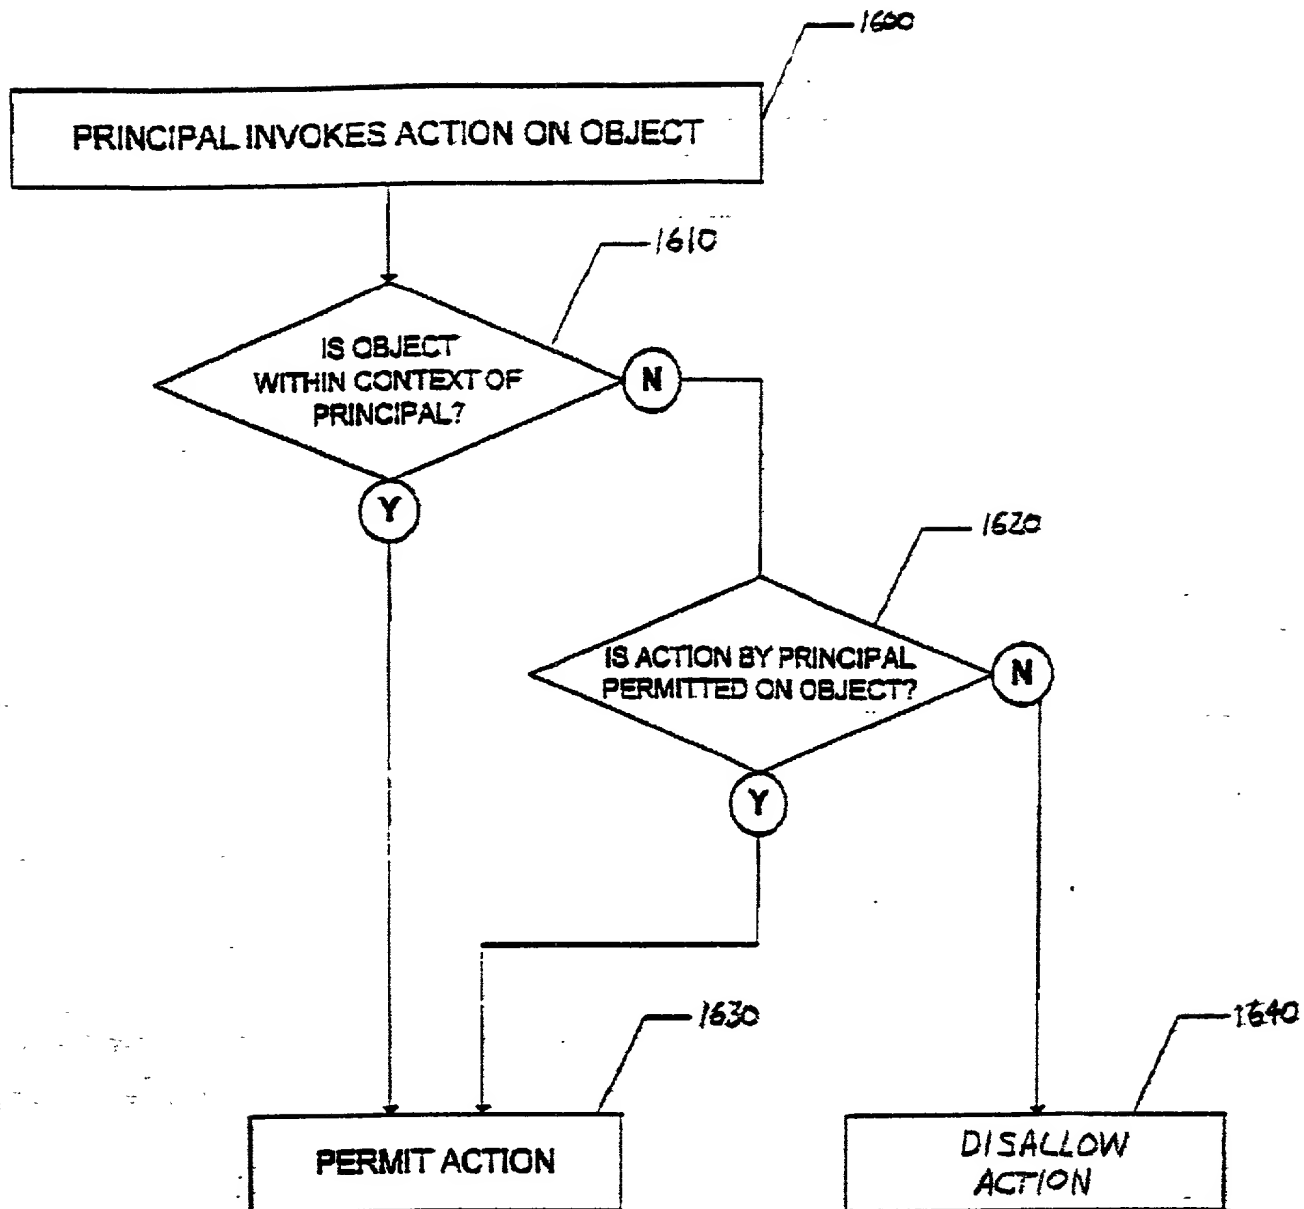 1600
PRINCIPAL INVOKES ACTION ON OBJECT
1610
IS OBJECT
WITHIN CONTEXT OF
PRINCIPAL?
N
Y
1620
IS ACTION BY PRINCIPAL
PERMITTED ON OBJECT?
N
Y
1630
1640
PERMIT ACTION
DISALLOW
ACTION